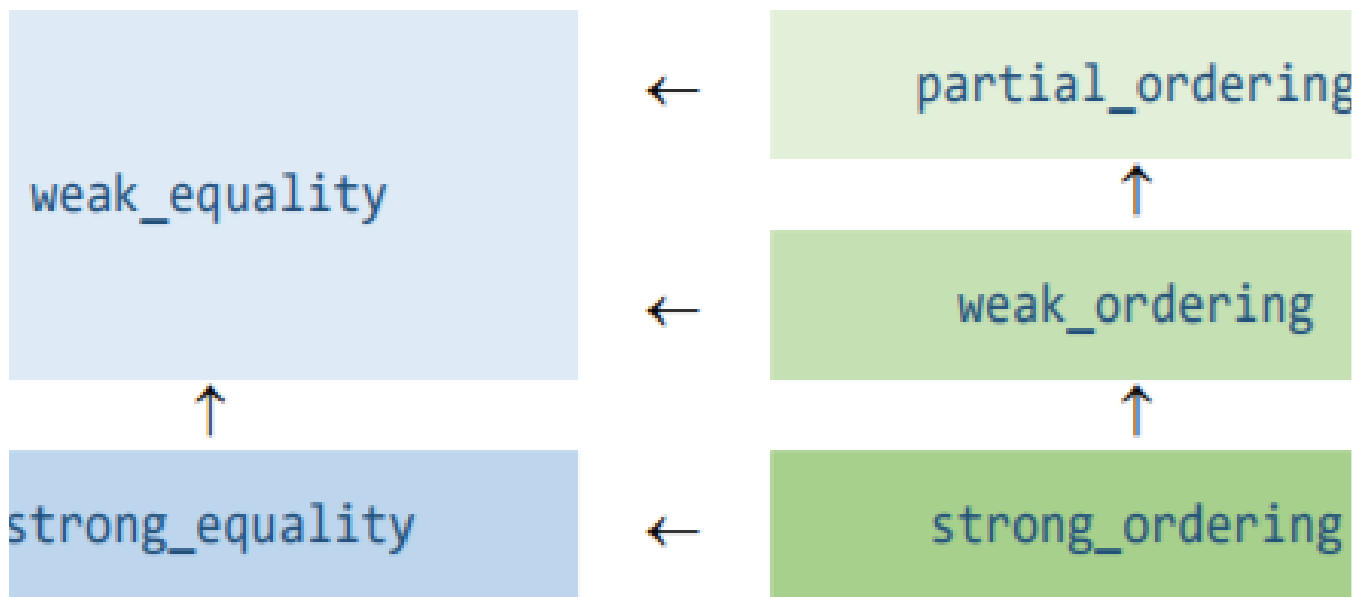 partial_ordering
weak_equality
weak_ordering
strong_equality
strong_ordering